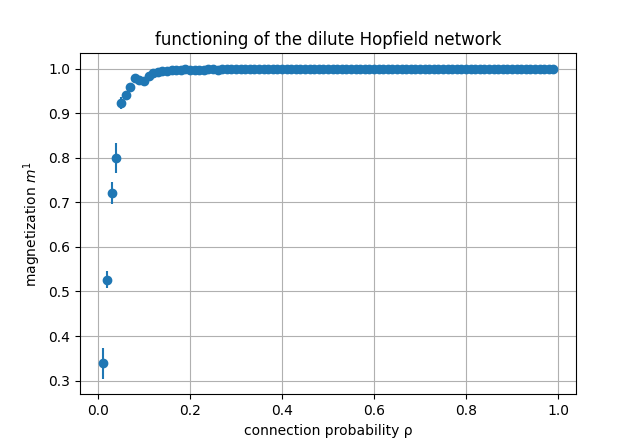 functioning of the dilute Hopfield network
1.0
0.9
0.8
0.7
0.6
0.5
0.4
0.3
magnetization m¹
0.0 0.2 0.4 0.6 0.8 1.0
connection probability ρ